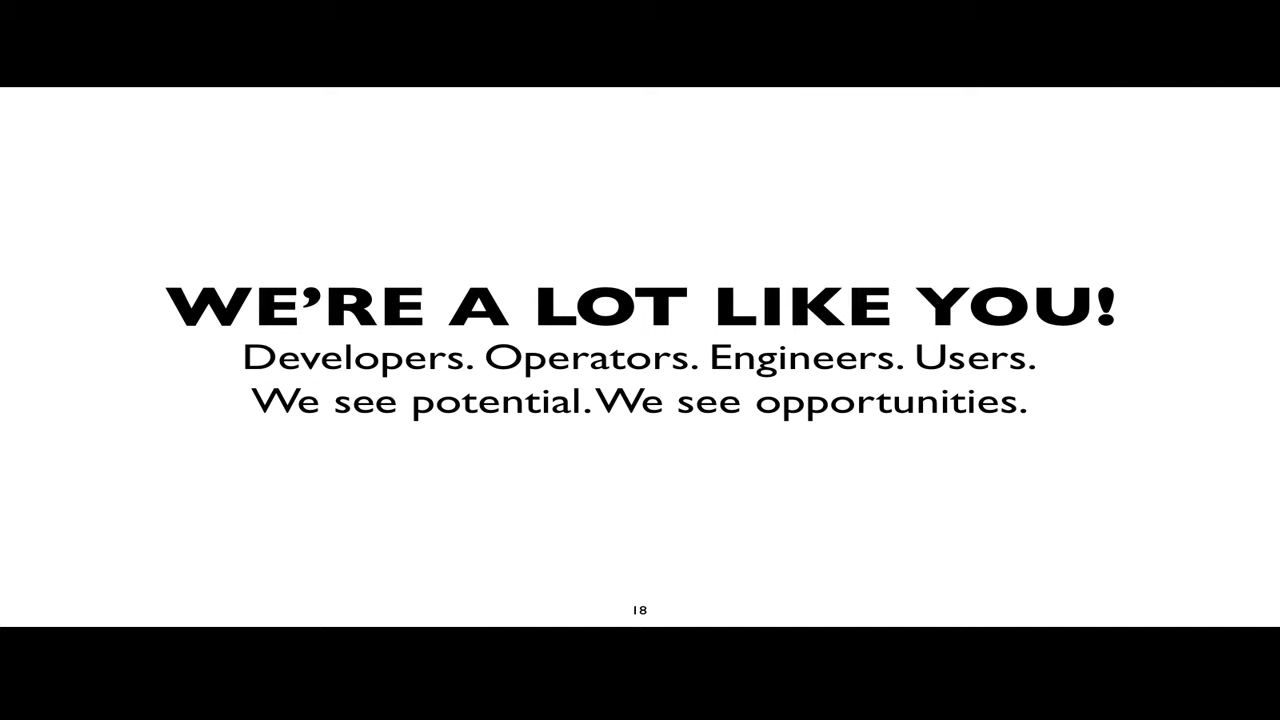 WE’RE A LOT LIKE YOU!
Developers. Operators. Engineers. Users.
We see potential. We see opportunities.
18